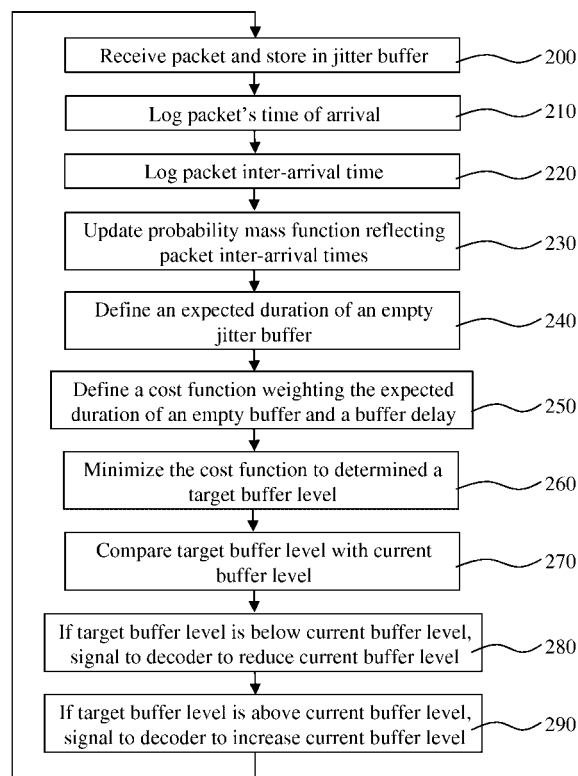 Receive packet and store in jitter buffer
200
Log packet's time of arrival
210
Log packet inter-arrival time
220
Update probability mass function reflecting
packet inter-arrival times
230
Define an expected duration of an empty
jitter buffer
240
Define a cost function weighting the expected
duration of an empty buffer and a buffer delay
250
Minimize the cost function to determined a
target buffer level
260
Compare target buffer level with current
buffer level
270
If target buffer level is below current buffer level,
signal to decoder to reduce current buffer level
280
If target buffer level is above current buffer level,
signal to decoder to increase current buffer level
290